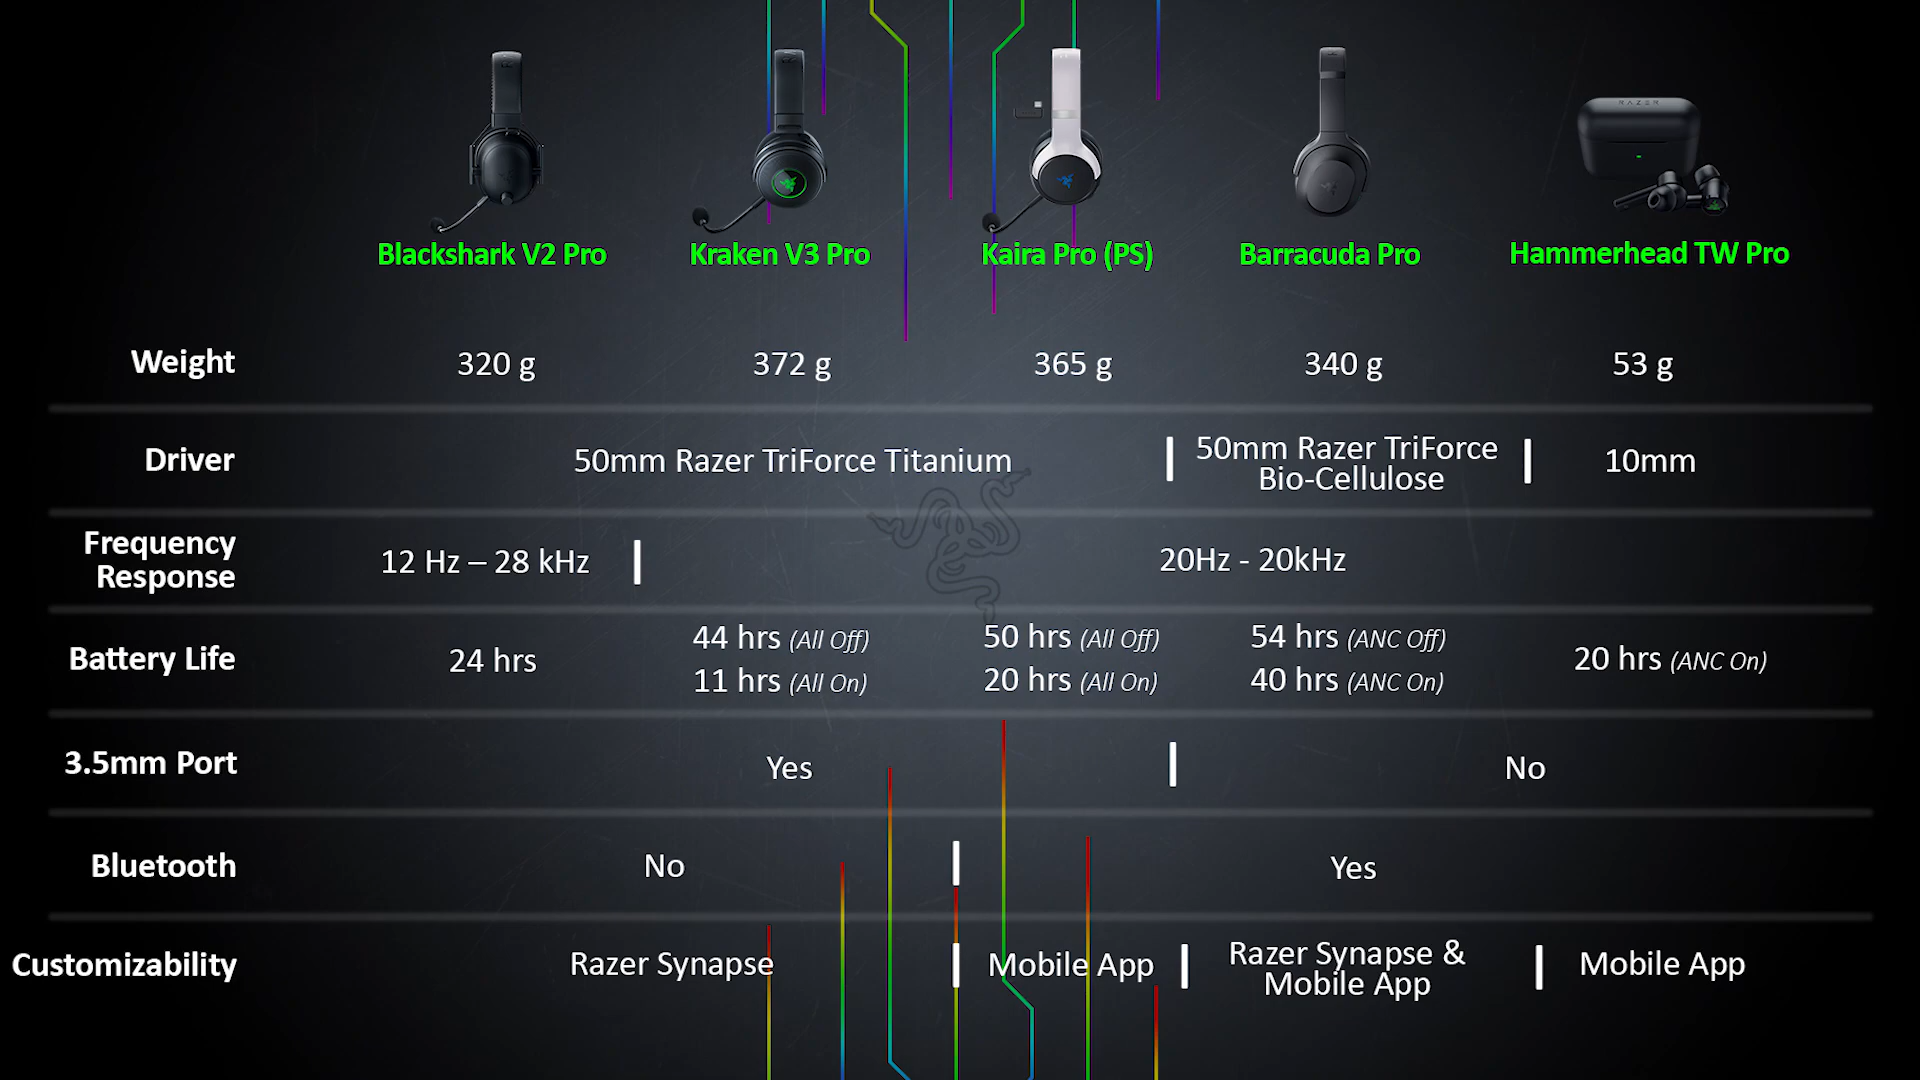 RAZER
Blackshark V2 Pro
Kraken V3 Pro
Kaira Pro (PS)
Barracuda Pro
Hammerhead TW Pro
Weight
320 g
372 g
365 g
340 g
53 g
Driver
50mm Razer TriForce Titanium
50mm Razer TriForce
Bio-Cellulose
10mm
Frequency
Response
12 Hz – 28 kHz
20Hz - 20kHz
Battery Life
24 hrs
44 hrs (All Off)
11 hrs (All On)
50 hrs (All Off)
20 hrs (All On)
54 hrs (ANC Off)
40 hrs (ANC On)
20 hrs (ANC On)
3.5mm Port
Yes
No
Bluetooth
No
Yes
Customizability
Razer Synapse
Mobile App
Razer Synapse &
Mobile App
Mobile App